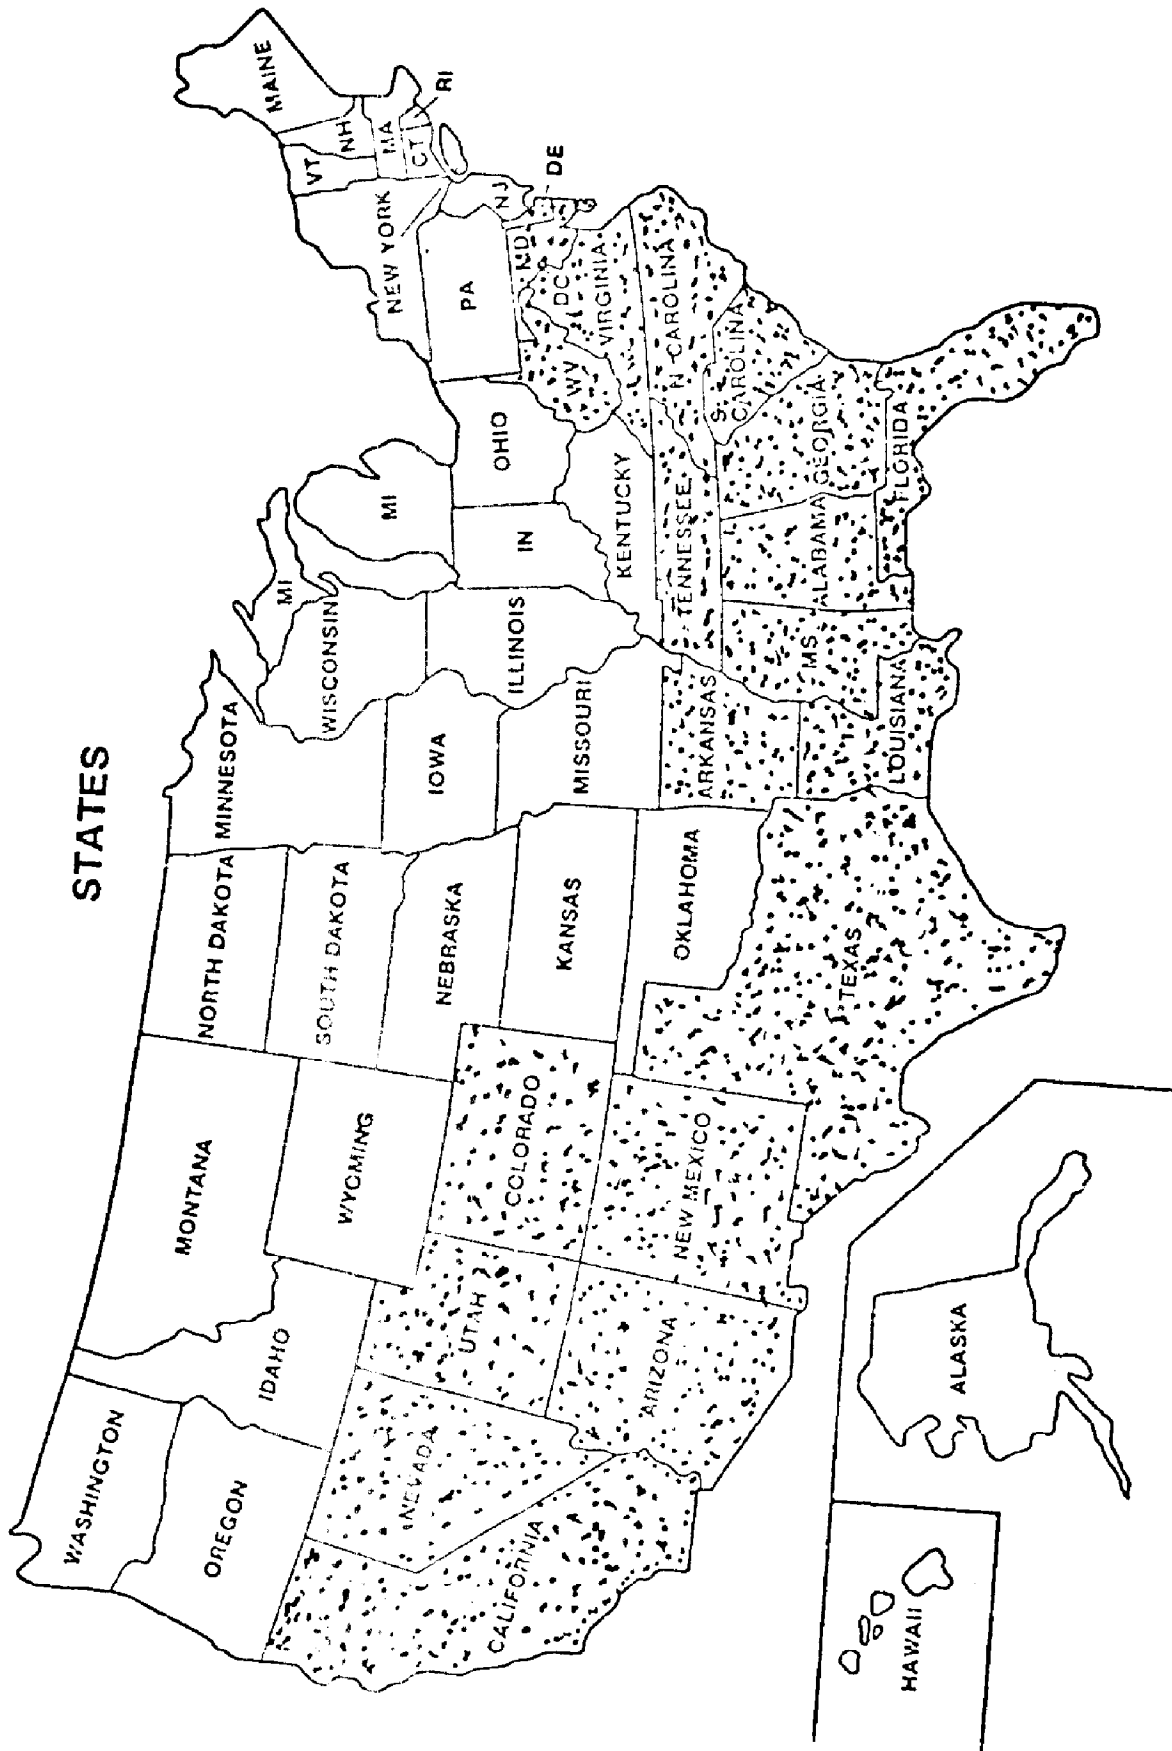 STATES
WASHINGTON
MONTANA
NORTH DAKOTA
MINNESOTA
MAINE
OREGON
IDAHO
WYOMING
SOUTH DAKOTA
WISCONSIN
MI
MI
VT
NH
NEW YORK
MA
CT
RI
NEVADA
UTAH
COLORADO
NEBRASKA
IOWA
ILLINOIS
IN
OHIO
PA
NJ
DE
MD
DC
CALIFORNIA
KANSAS
MISSOURI
KENTUCKY
WV
VIRGINIA
ARIZONA
NEW MEXICO
OKLAHOMA
ARKANSAS
TENNESSEE
N CAROLINA
S.
CAROLINA
TEXAS
LOUISIANA
MS
ALABAMA
GEORGIA
FLORIDA
HAWAII
ALASKA